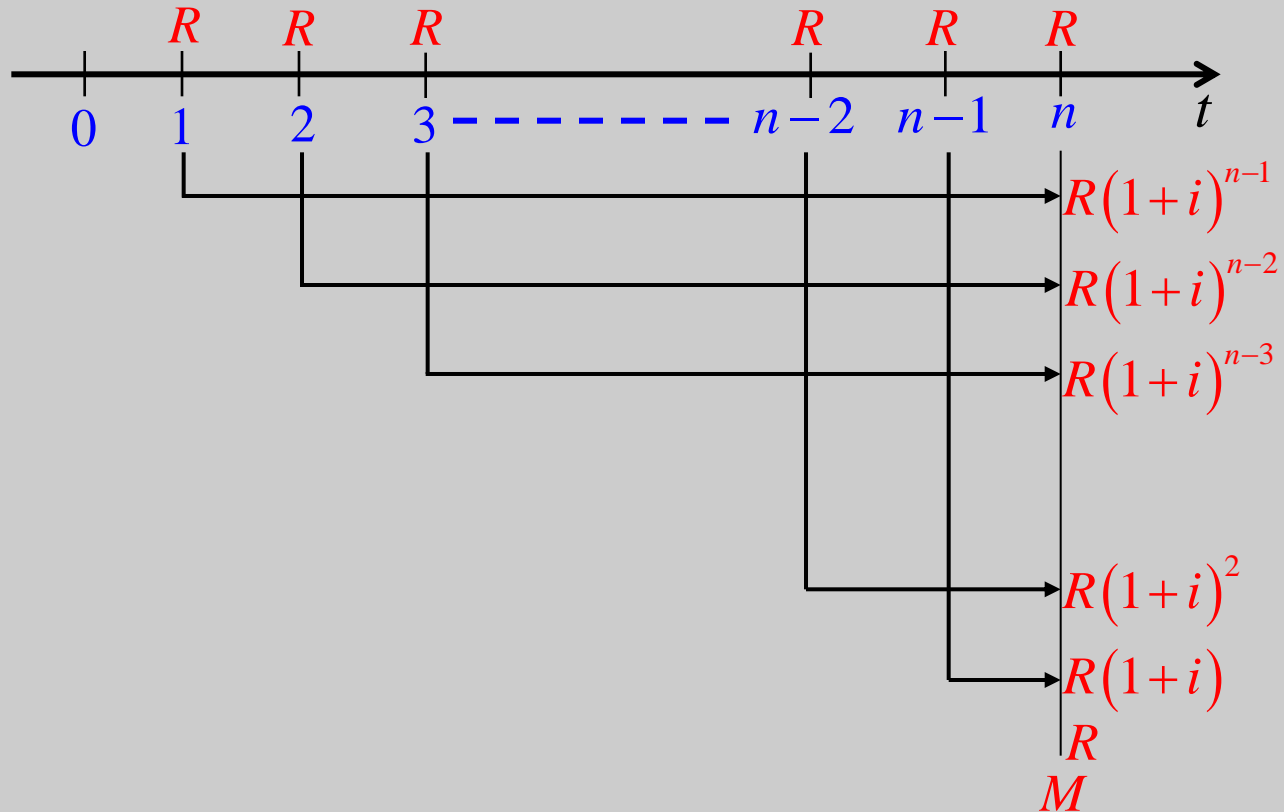 R R R R R R
0 1 2 3 n−2 n−1 n t
R(1+i)^{n−1}
R(1+i)^{n−2}
R(1+i)^{n−3}
R(1+i)^2
R(1+i)
R
M